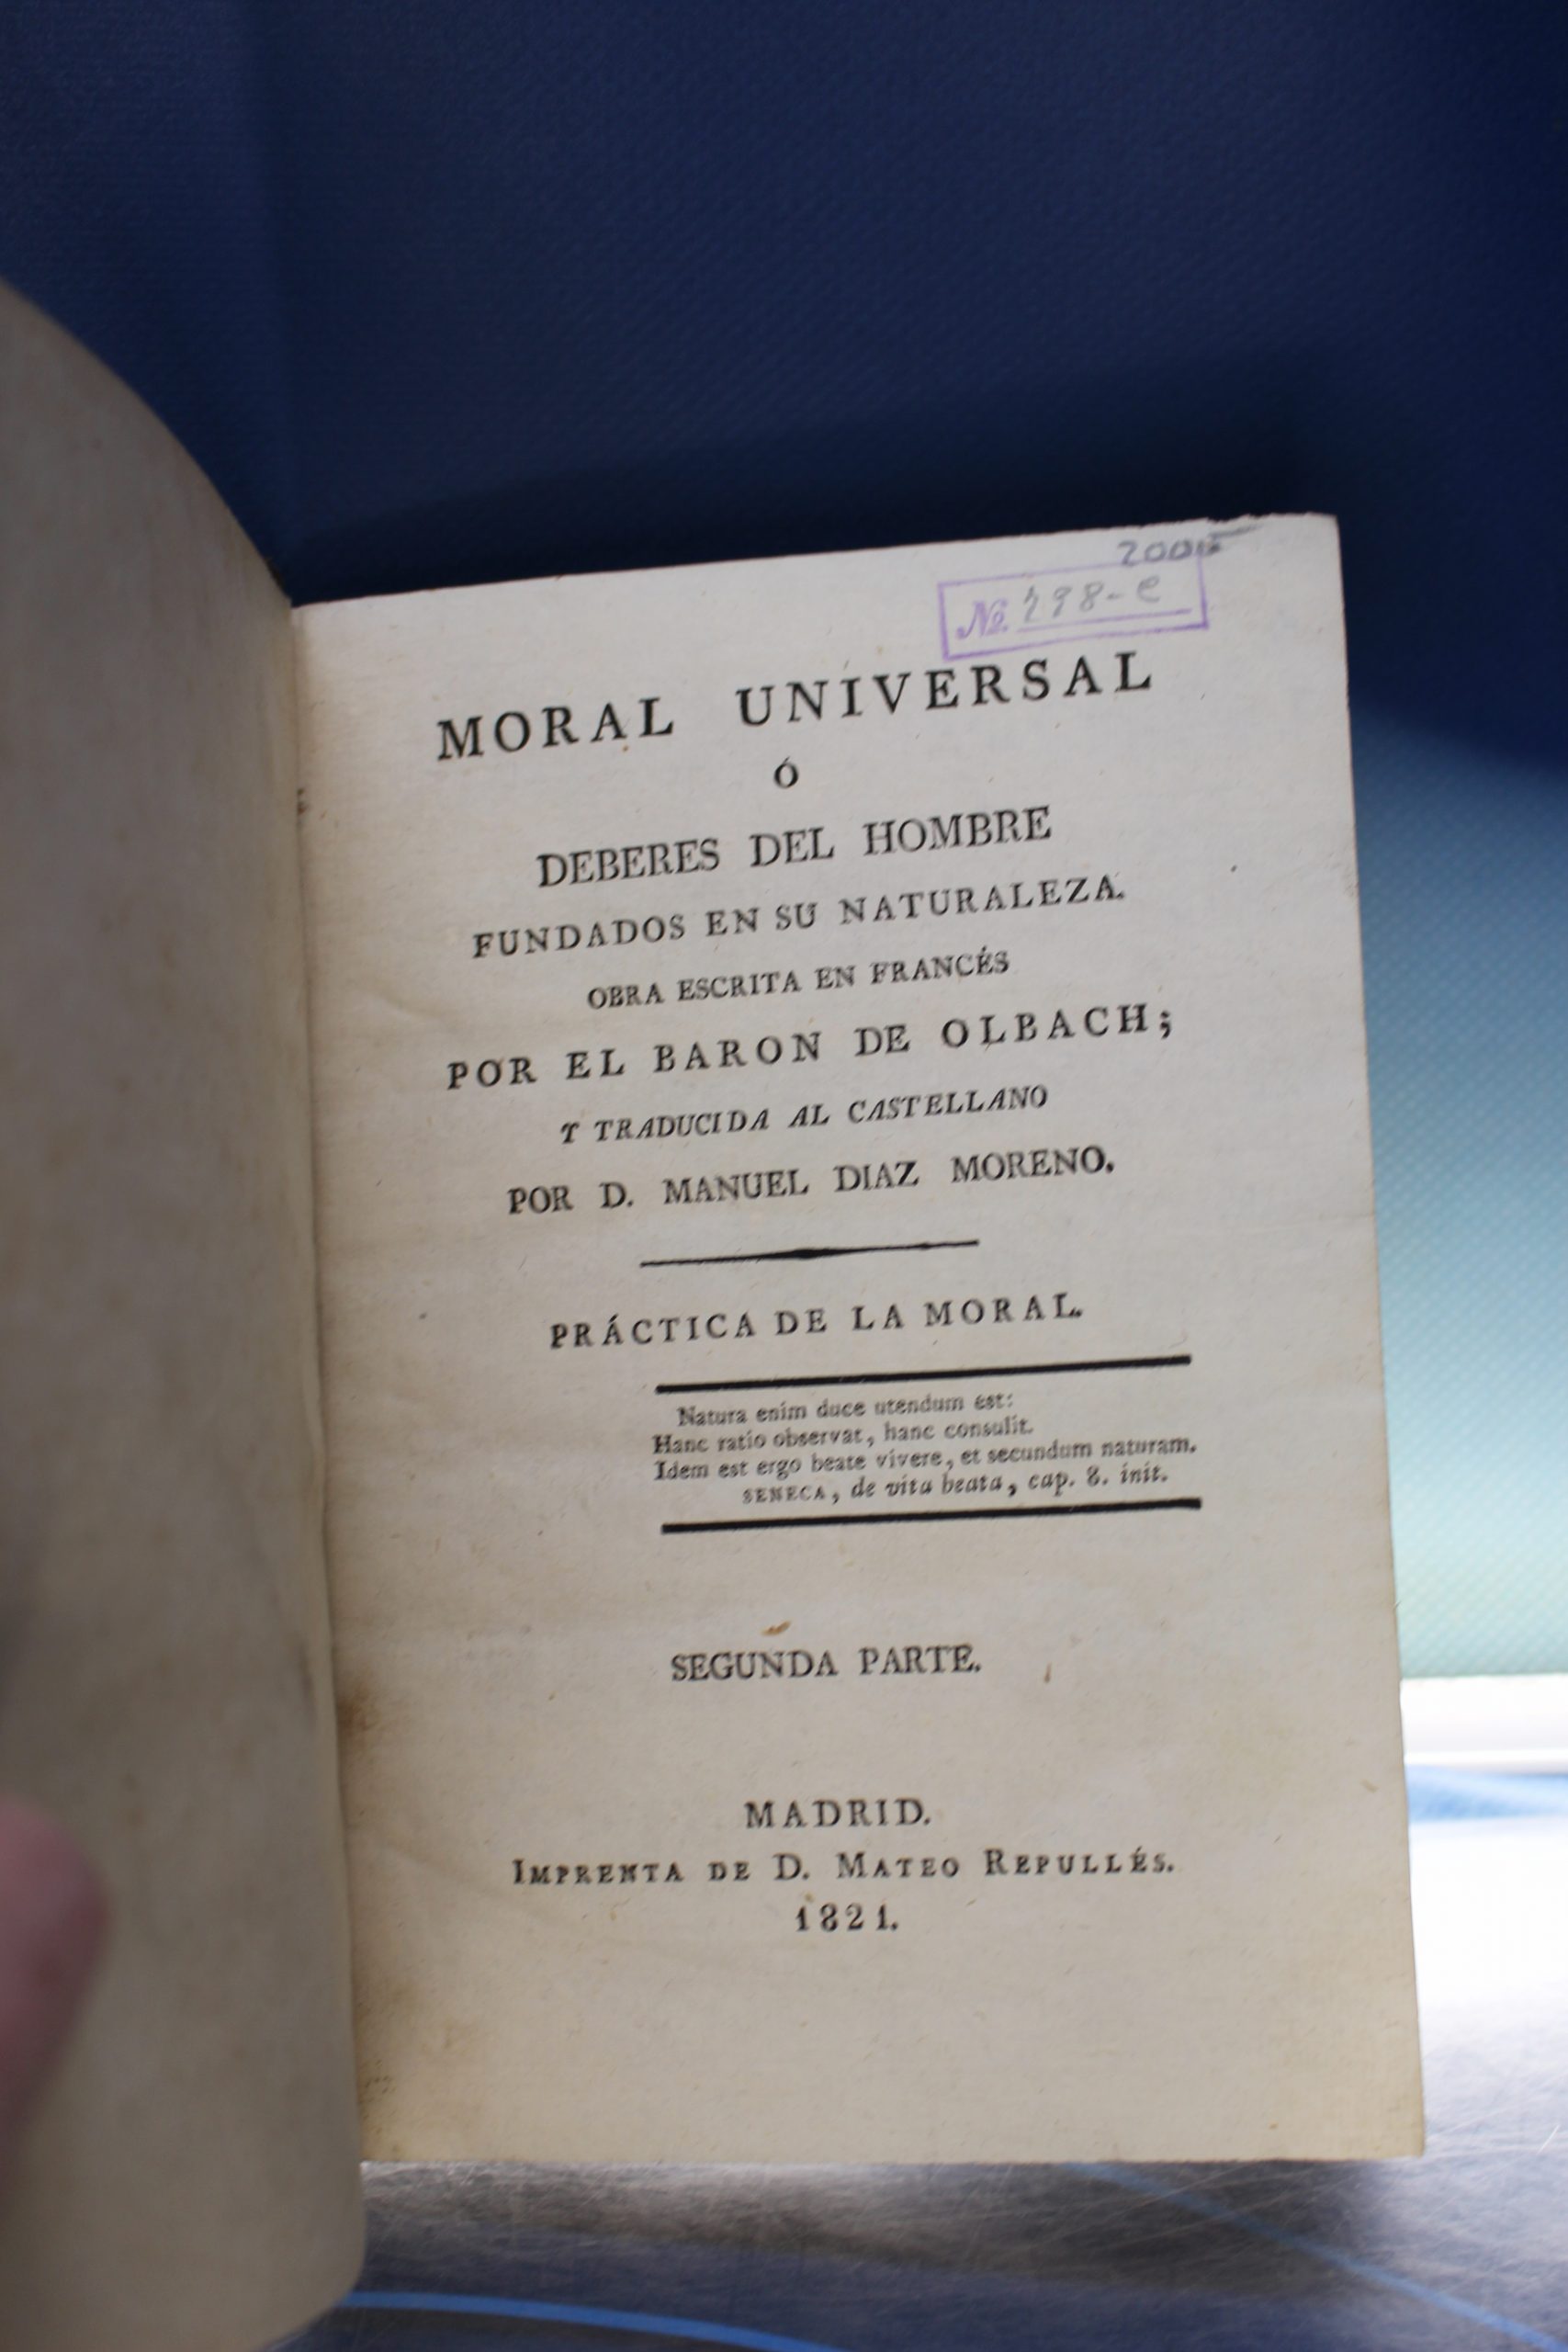 Nº. 298-e
MORAL UNIVERSAL
Ó
DEBERES DEL HOMBRE
FUNDADOS EN SU NATURALEZA.
OBRA ESCRITA EN FRANCÉS
POR EL BARON DE OLBACH;
Y TRADUCIDA AL CASTELLANO
POR D. MANUEL DIAZ MORENO.
PRÁCTICA DE LA MORAL.
Natura enim duce utendum est:
Hanc ratio observat, hanc consulit.
Idem est ergo beate vivere, et secundum naturam.
SENECA, de vita beata, cap. 8. init.
SEGUNDA PARTE.
MADRID.
IMPRENTA DE D. MATEO REPULLÉS.
1821.